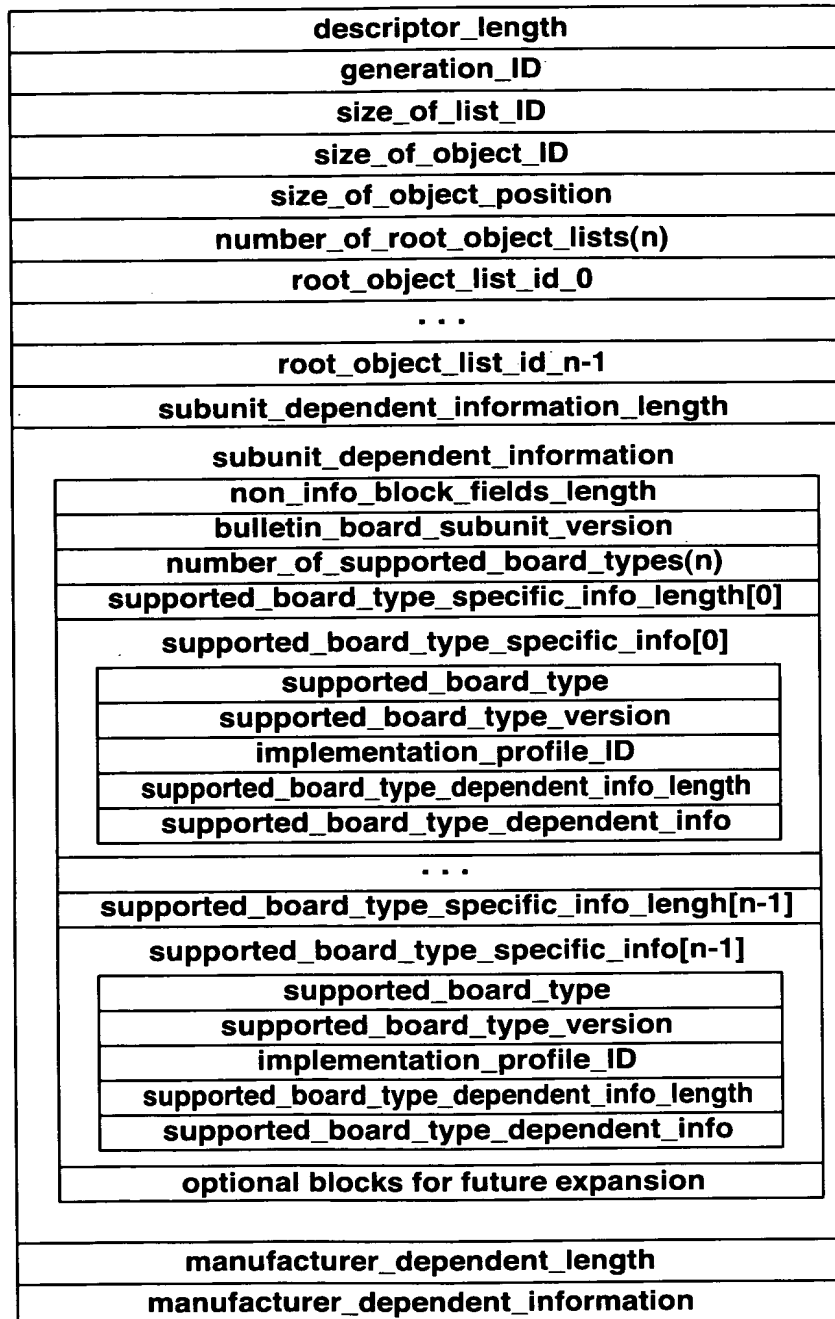 descriptor_length
generation_ID
size_of_list_ID
size_of_object_ID
size_of_object_position
number_of_root_object_lists(n)
root_object_list_id_0
. . .
root_object_list_id_n-1
subunit_dependent_information_length
subunit_dependent_information
non_info_block_fields_length
bulletin_board_subunit_version
number_of_supported_board_types(n)
supported_board_type_specific_info_length[0]
supported_board_type_specific_info[0]
supported_board_type
supported_board_type_version
implementation_profile_ID
supported_board_type_dependent_info_length
supported_board_type_dependent_info
. . .
supported_board_type_specific_info_lengh[n-1]
supported_board_type_specific_info[n-1]
supported_board_type
supported_board_type_version
implementation_profile_ID
supported_board_type_dependent_info_length
supported_board_type_dependent_info
optional blocks for future expansion
manufacturer_dependent_length
manufacturer_dependent_information